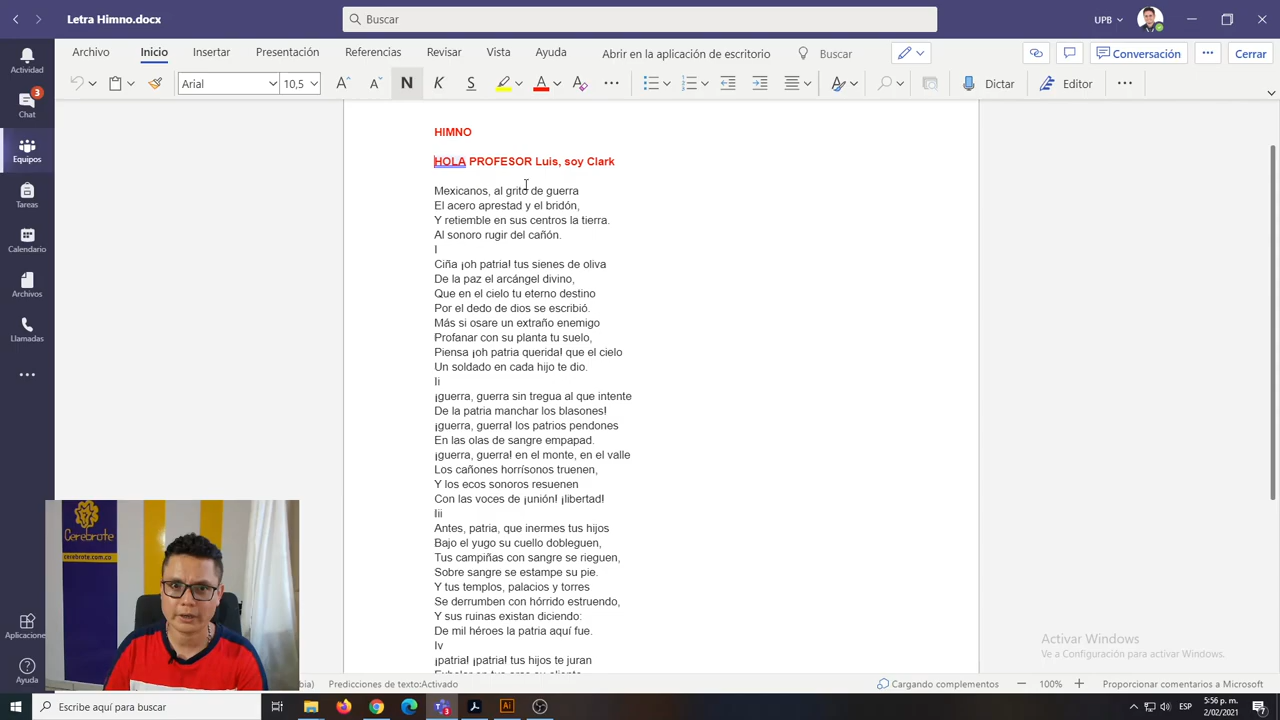 Letra Himno.docx
Buscar
UPB
Archivo Inicio Insertar Presentación Referencias Revisar Vista Ayuda Abrir en la aplicación de escritorio Buscar Conversación Cerrar
Arial 10,5 N K S Dictar Editor
Actividad
3
Chat
Equipos
Tareas
Calendario
Archivos
Llamadas
Aplicaciones
Ayuda
HIMNO
HOLA PROFESOR Luis, soy Clark
Mexicanos, al grito de guerra
El acero aprestad y el bridón,
Y retiemble en sus centros la tierra.
Al sonoro rugir del cañón.
I
Ciña ¡oh patria! tus sienes de oliva
De la paz el arcángel divino,
Que en el cielo tu eterno destino
Por el dedo de dios se escribió.
Más si osare un extraño enemigo
Profanar con su planta tu suelo,
Piensa ¡oh patria querida! que el cielo
Un soldado en cada hijo te dio.
Ii
¡guerra, guerra sin tregua al que intente
De la patria manchar los blasones!
¡guerra, guerra! los patrios pendones
En las olas de sangre empapad.
¡guerra, guerra! en el monte, en el valle
Los cañones horrísonos truenen,
Y los ecos sonoros resuenen
Con las voces de ¡unión! ¡libertad!
Iii
Antes, patria, que inermes tus hijos
Bajo el yugo su cuello dobleguen,
Tus campiñas con sangre se rieguen,
Sobre sangre se estampe su pie.
Y tus templos, palacios y torres
Se derrumben con hórrido estruendo,
Y sus ruinas existan diciendo:
De mil héroes la patria aquí fue.
Iv
¡patria! ¡patria! tus hijos te juran
Cerebrote
cerebrote.com.co
Activar Windows
Ve a Configuración para activar Windows.
bia) Predicciones de texto:Activado Cargando complementos 100% Proporcionar comentarios a Microsoft
Escribe aquí para buscar
Ai
ESP
5:56 p. m.
2/02/2021